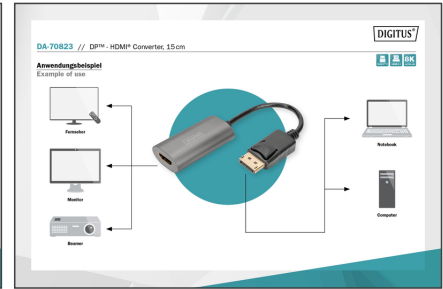 DIGITUS®
DA-70823 // DP™ - HDMI® Converter, 15 cm
Anwendungsbeispiel
Example of use
8K
Fernseher
Notebook
Monitor
Computer
Beamer